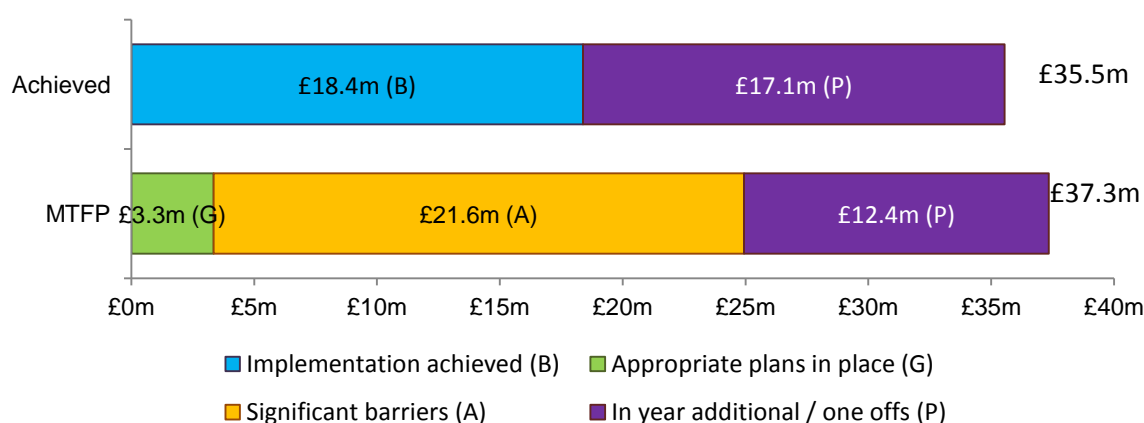 Achieved £18.4m (B) £17.1m (P) £35.5m
MTFP £3.3m (G) £21.6m (A) £12.4m (P) £37.3m
£0m £5m £10m £15m £20m £25m £30m £35m £40m
Implementation achieved (B) Appropriate plans in place (G)
Significant barriers (A) In year additional / one offs (P)